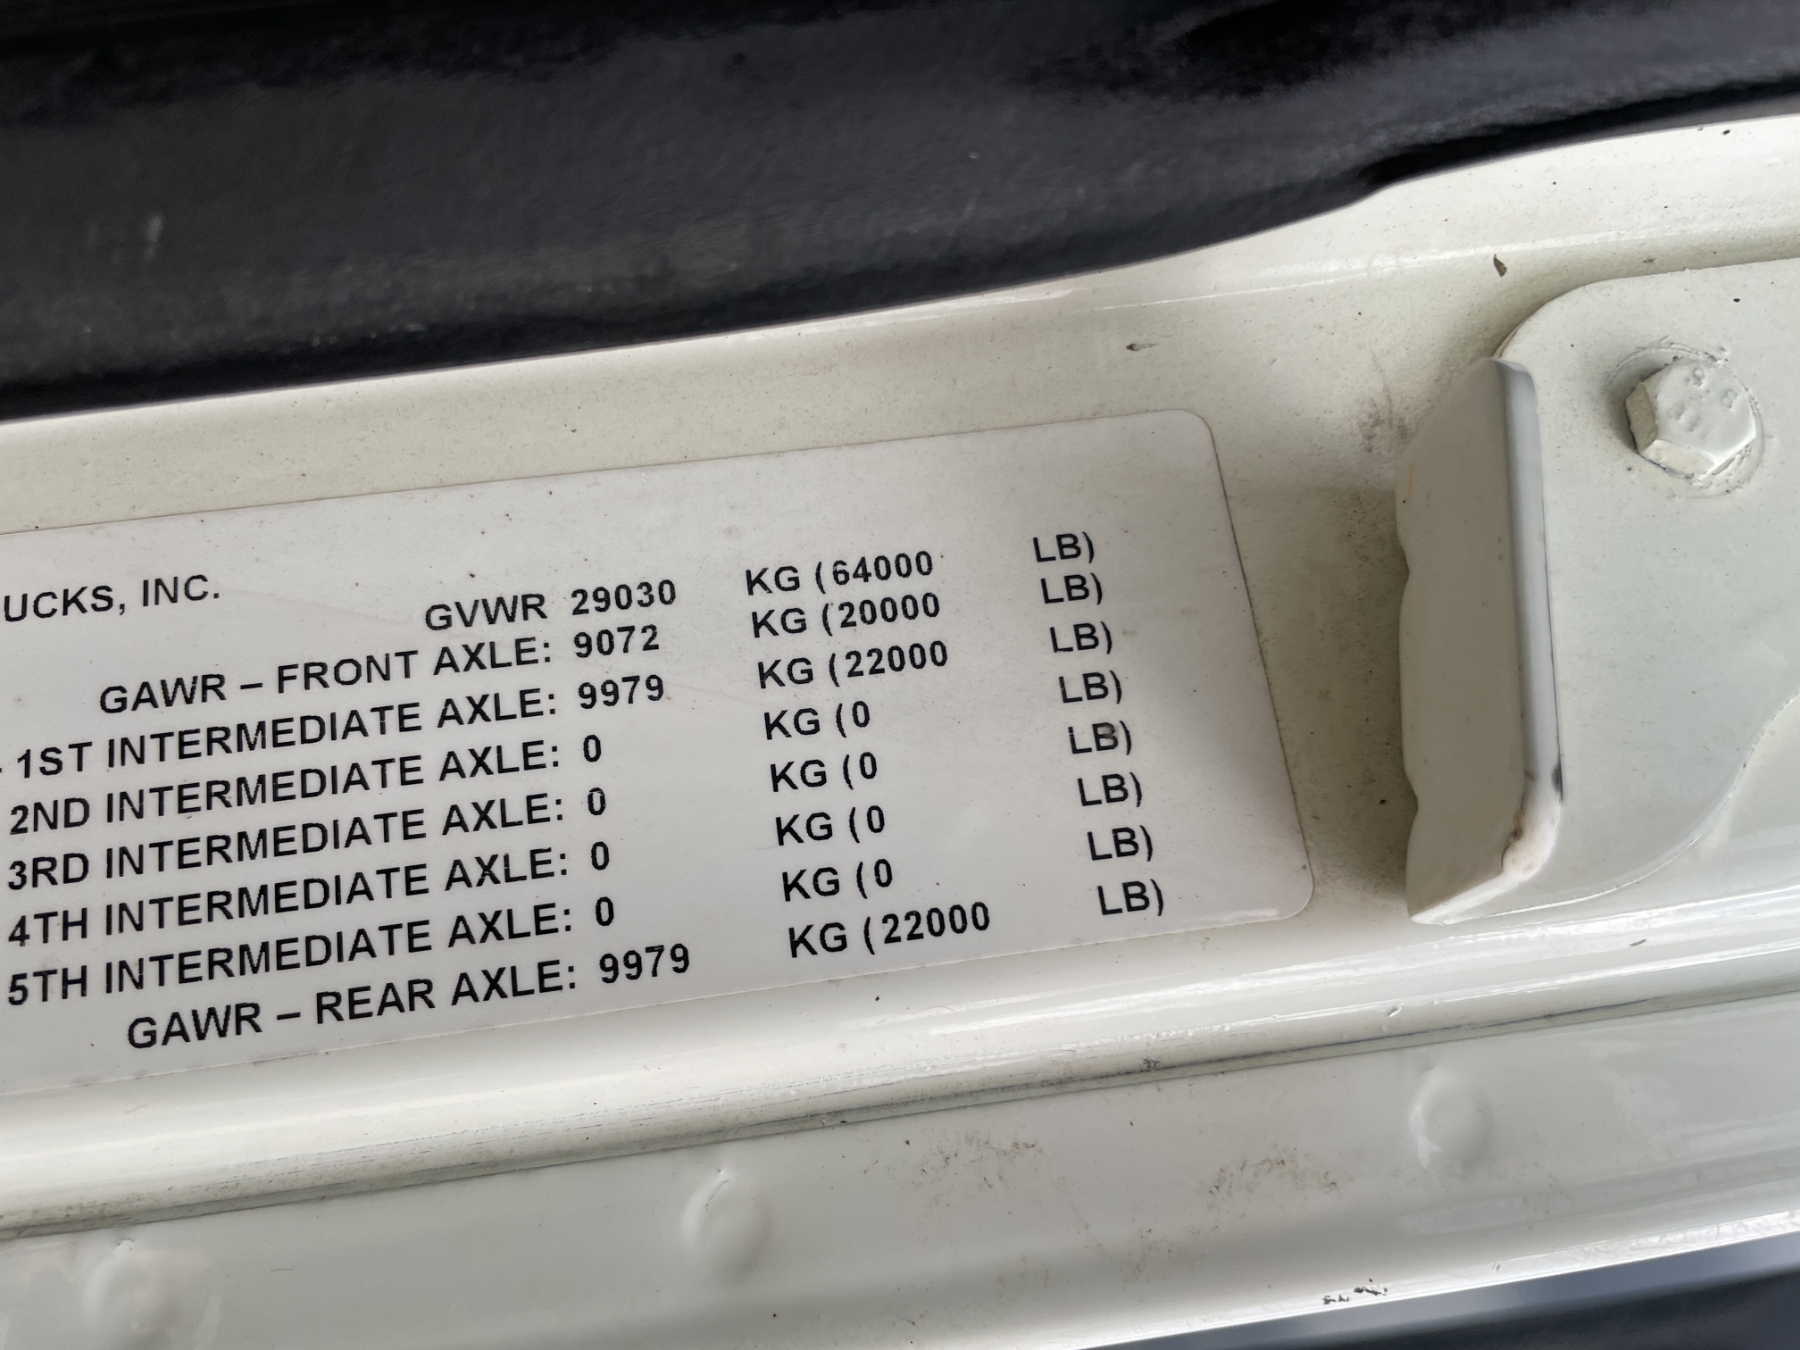 UCKS, INC.
GVWR 29030 KG (64000 LB)
GAWR – FRONT AXLE: 9072 KG (20000 LB)
- 1ST INTERMEDIATE AXLE: 9979 KG (22000 LB)
2ND INTERMEDIATE AXLE: 0 KG (0 LB)
3RD INTERMEDIATE AXLE: 0 KG (0 LB)
4TH INTERMEDIATE AXLE: 0 KG (0 LB)
5TH INTERMEDIATE AXLE: 0 KG (0 LB)
GAWR – REAR AXLE: 9979 KG (22000 LB)